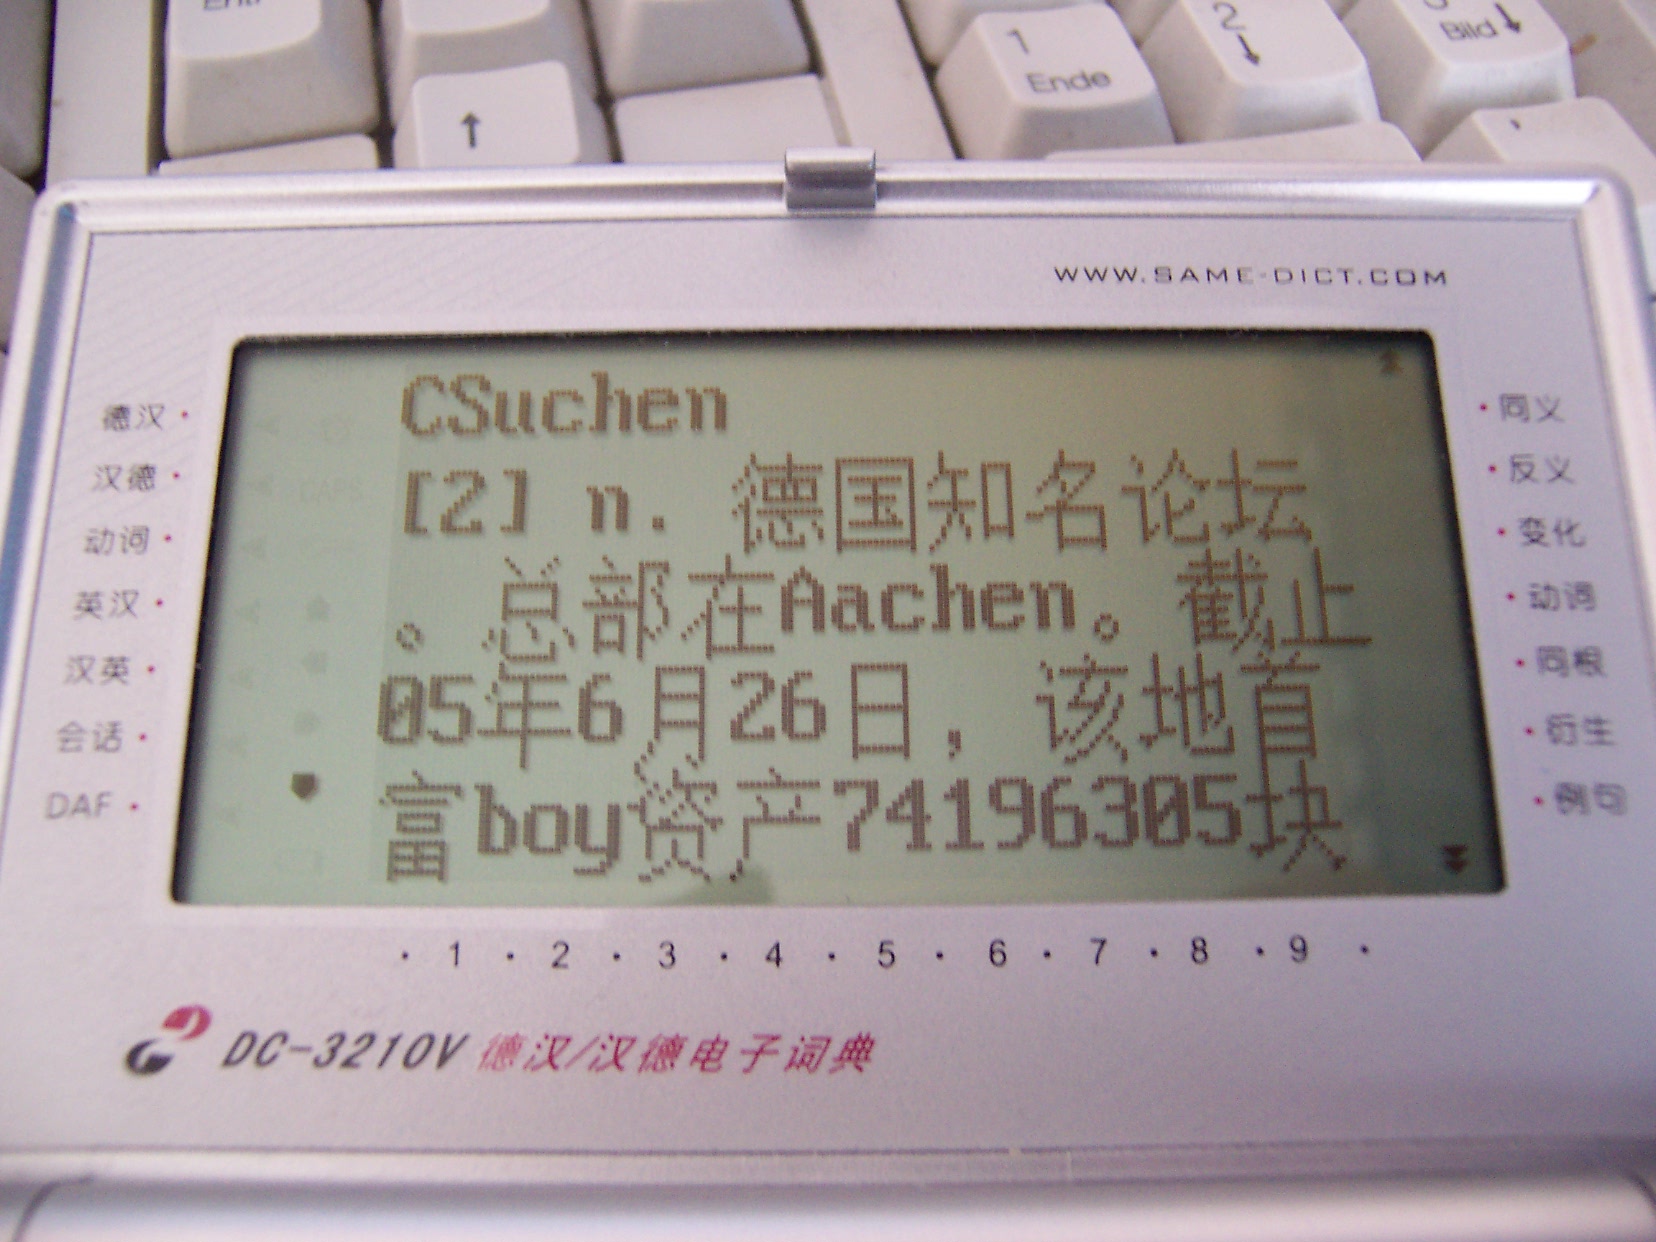 Entf
↑
1
Ende
2
↓
3
Bild ↓
,
WWW.SAME-DICT.COM
CSuchen
[2] n. 德国知名论坛
。总部在Aachen。截止
05年6月26日，该地首
富boy资产74196305块
德汉
汉德
动词
英汉
汉英
会话
DAF
同义
反义
变化
动词
同根
衍生
例句
· 1 · 2 · 3 · 4 · 5 · 6 · 7 · 8 · 9 ·
DC-3210V 德汉/汉德电子词典